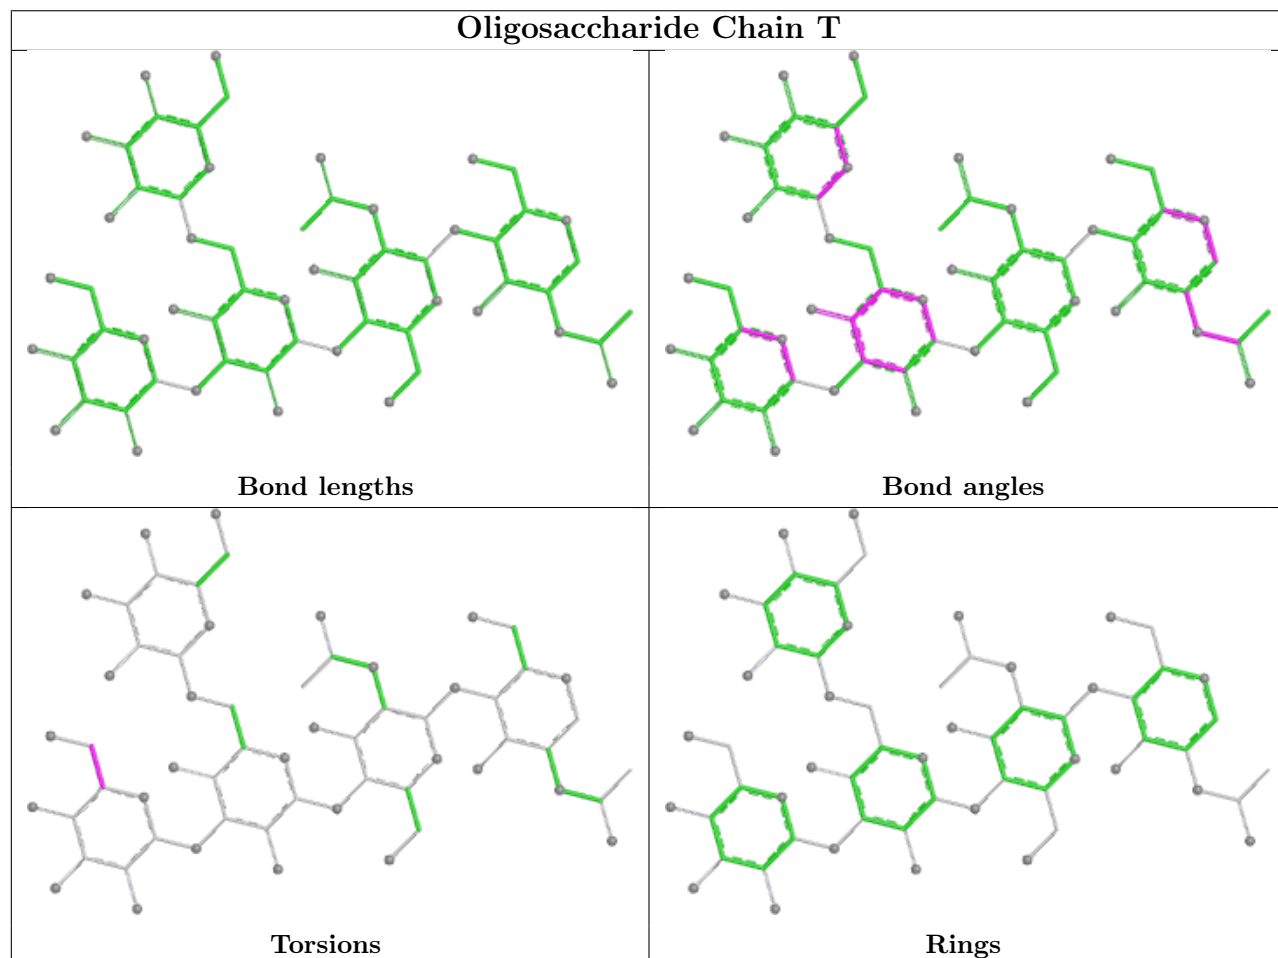 Oligosaccharide Chain T
Bond lengths
Bond angles
Torsions
Rings